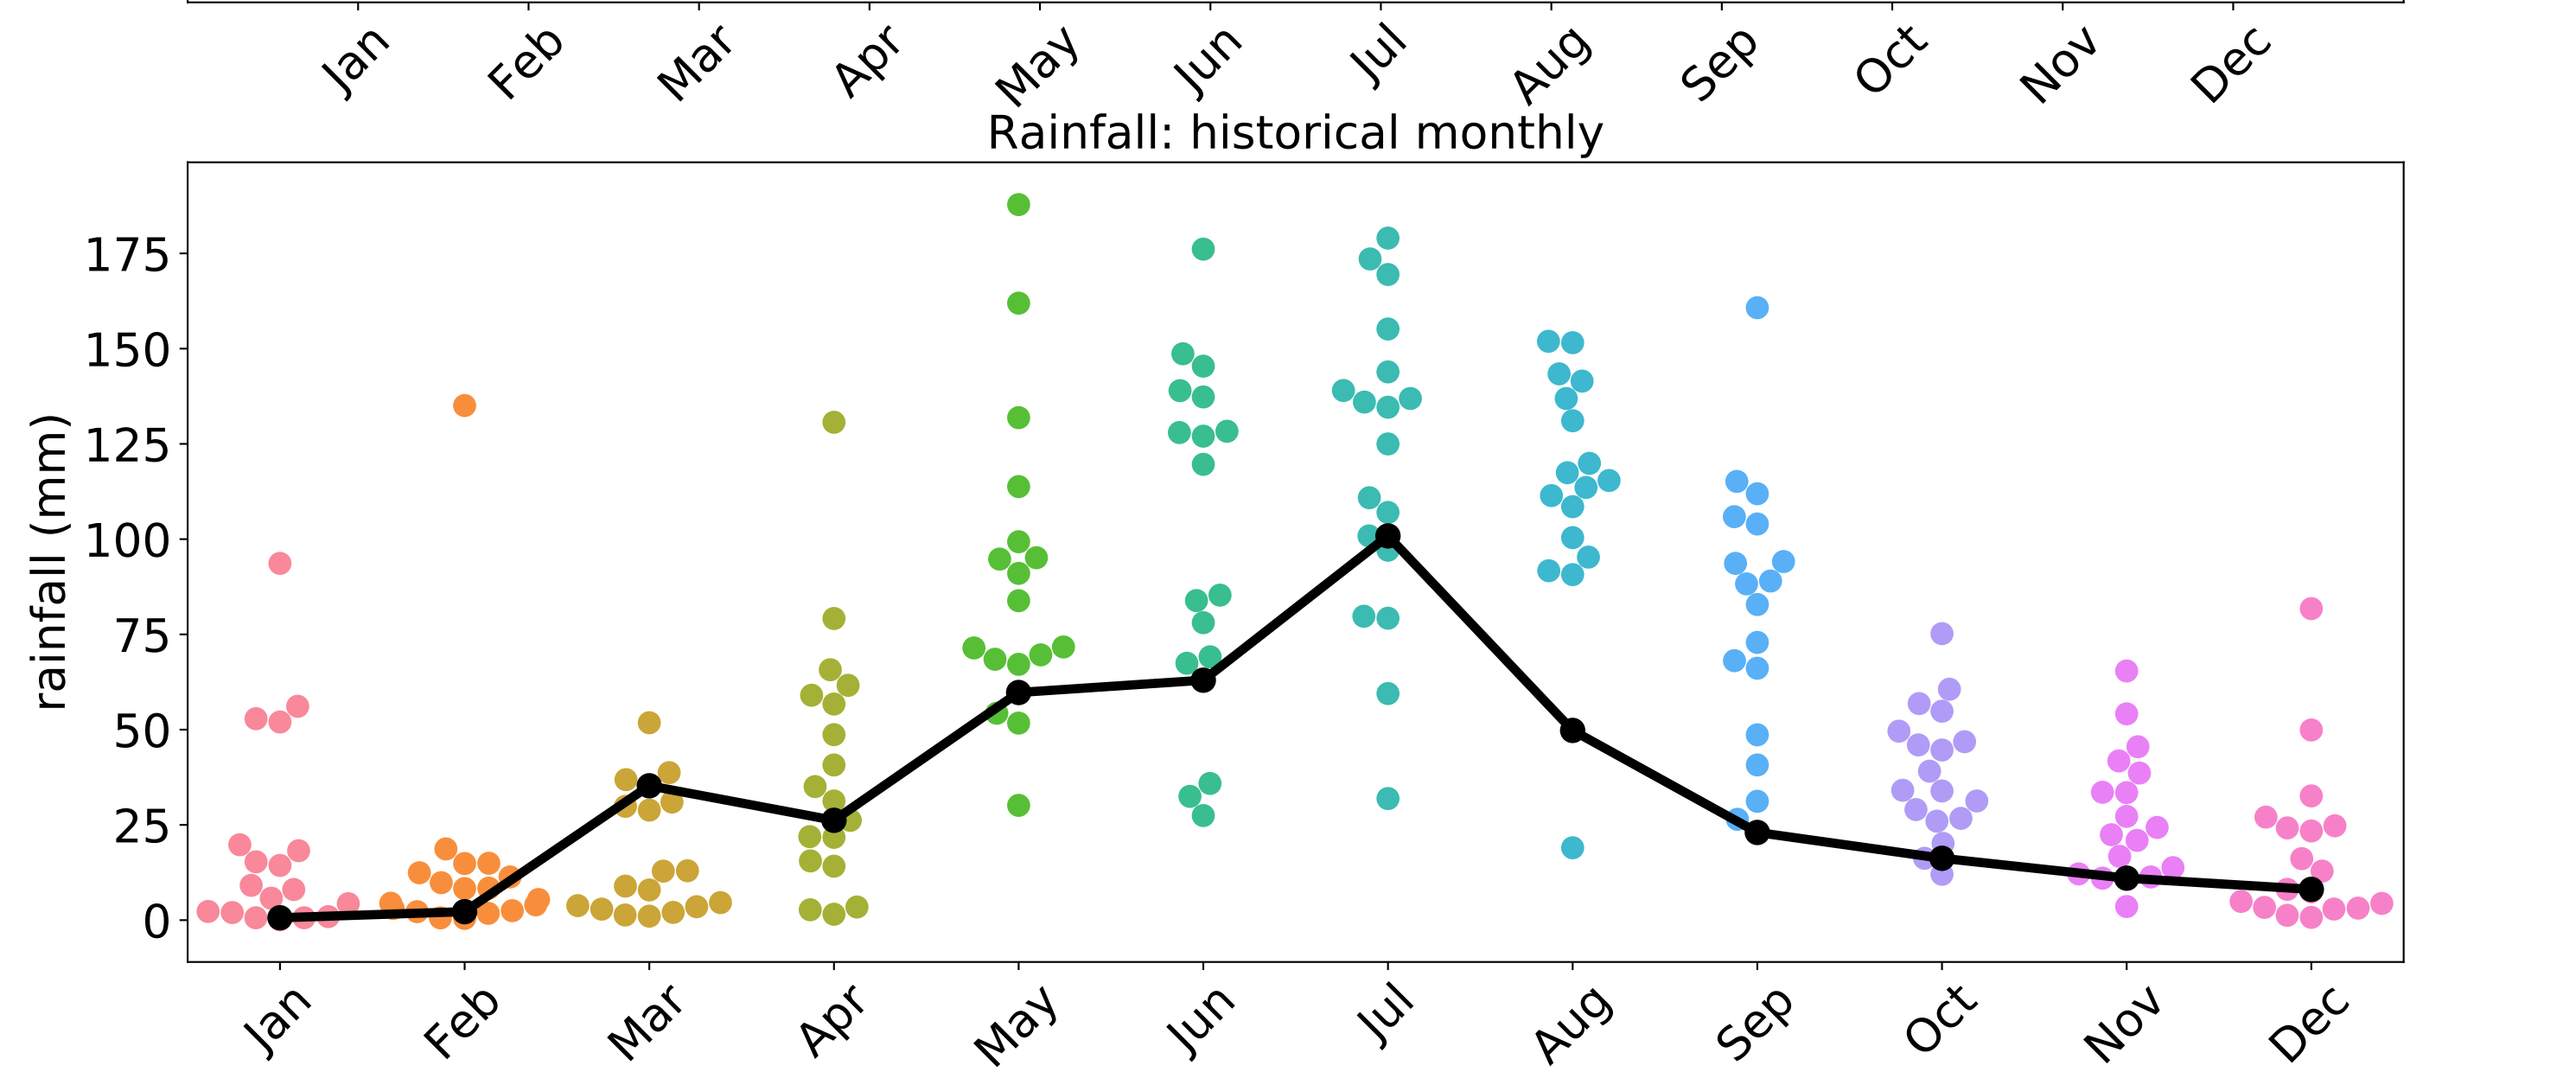 Jan Feb Mar Apr May Jun Jul Aug Sep Oct Nov Dec
Rainfall: historical monthly
rainfall (mm)
175
150
125
100
75
50
25
0
Jan Feb Mar Apr May Jun Jul Aug Sep Oct Nov Dec